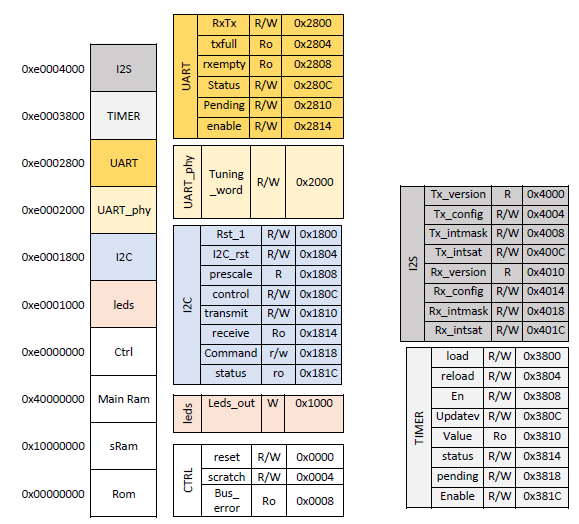 0xe0004000 I2S
0xe0003800 TIMER
0xe0002800 UART
0xe0002000 UART_phy
0xe0001800 I2C
0xe0001000 leds
0xe0000000 Ctrl
0x40000000 Main Ram
0x10000000 sRam
0x00000000 Rom
UART
RxTx R/W 0x2800
txfull Ro 0x2804
rxempty Ro 0x2808
Status R/W 0x280C
Pending R/W 0x2810
enable R/W 0x2814
UART_phy
Tuning
_word R/W 0x2000
I2C
Rst_1 R/W 0x1800
I2C_rst R/W 0x1804
prescale R 0x1808
control R/W 0x180C
transmit R/W 0x1810
receive Ro 0x1814
Command r/w 0x1818
status ro 0x181C
leds
Leds_out W 0x1000
CTRL
reset R/W 0x0000
scratch R/W 0x0004
Bus_
error Ro 0x0008
I2S
Tx_version R 0x4000
Tx_config R/W 0x4004
Tx_intmask R/W 0x4008
Tx_intsat R/W 0x400C
Rx_version R 0x4010
Rx_config R/W 0x4014
Rx_intmask R/W 0x4018
Rx_intsat R/W 0x401C
TIMER
load R/W 0x3800
reload R/W 0x3804
En R/W 0x3808
Updatev R/W 0x380C
Value Ro 0x3810
status R/W 0x3814
pending R/W 0x3818
Enable R/W 0x381C